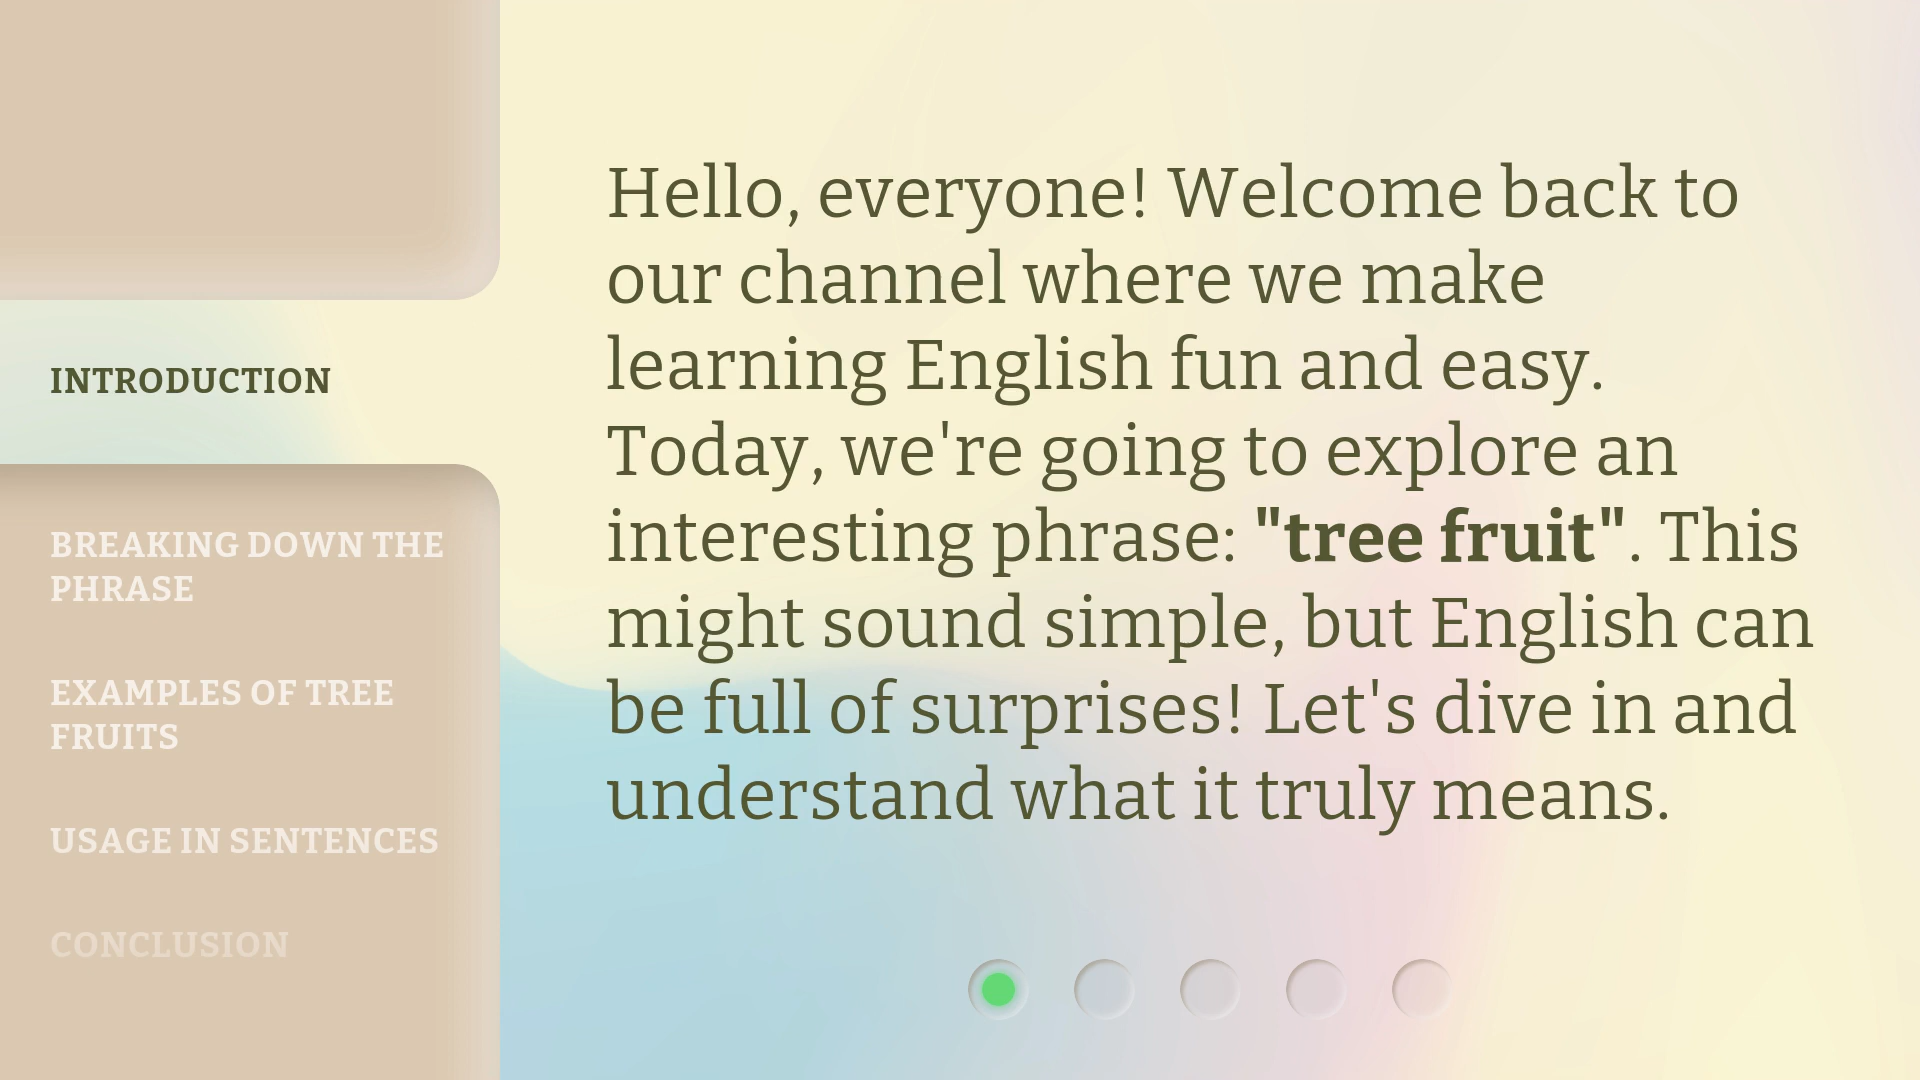 INTRODUCTION
BREAKING DOWN THE
PHRASE
EXAMPLES OF TREE
FRUITS
USAGE IN SENTENCES
CONCLUSION
Hello, everyone! Welcome back to
our channel where we make
learning English fun and easy.
Today, we're going to explore an
interesting phrase: "tree fruit". This
might sound simple, but English can
be full of surprises! Let's dive in and
understand what it truly means.